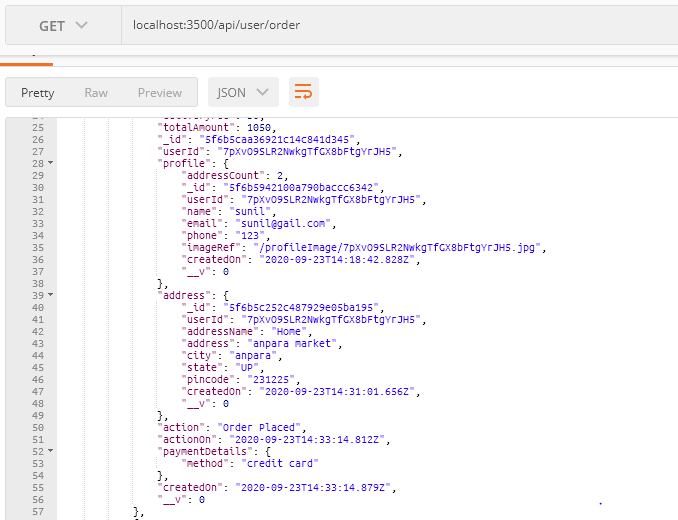 GET
localhost:3500/api/user/order
Pretty Raw Preview JSON
25 "totalAmount": 1050,
26 "_id": "5f6b5caa36921c14c841d345",
27 "userId": "7pXvO9SLR2NwkgTfGX8bFtgYrJH5",
28 "profile": {
29 "addressCount": 2,
30 "_id": "5f6b5942100a790baccc6342",
31 "userId": "7pXvO9SLR2NwkgTfGX8bFtgYrJH5",
32 "name": "sunil",
33 "email": "sunil@gail.com",
34 "phone": "123",
35 "imageRef": "/profileImage/7pXvO9SLR2NwkgTfGX8bFtgYrJH5.jpg",
36 "createdOn": "2020-09-23T14:18:42.828Z",
37 "__v": 0
38 },
39 "address": {
40 "_id": "5f6b5c252c487929e05ba195",
41 "userId": "7pXvO9SLR2NwkgTfGX8bFtgYrJH5",
42 "addressName": "Home",
43 "address": "anpara market",
44 "city": "anpara",
45 "state": "UP",
46 "pincode": "231225",
47 "createdOn": "2020-09-23T14:31:01.656Z",
48 "__v": 0
49 },
50 "action": "Order Placed",
51 "actionOn": "2020-09-23T14:33:14.812Z",
52 "paymentDetails": {
53 "method": "credit card"
54 },
55 "createdOn": "2020-09-23T14:33:14.879Z",
56 "__v": 0
57 },